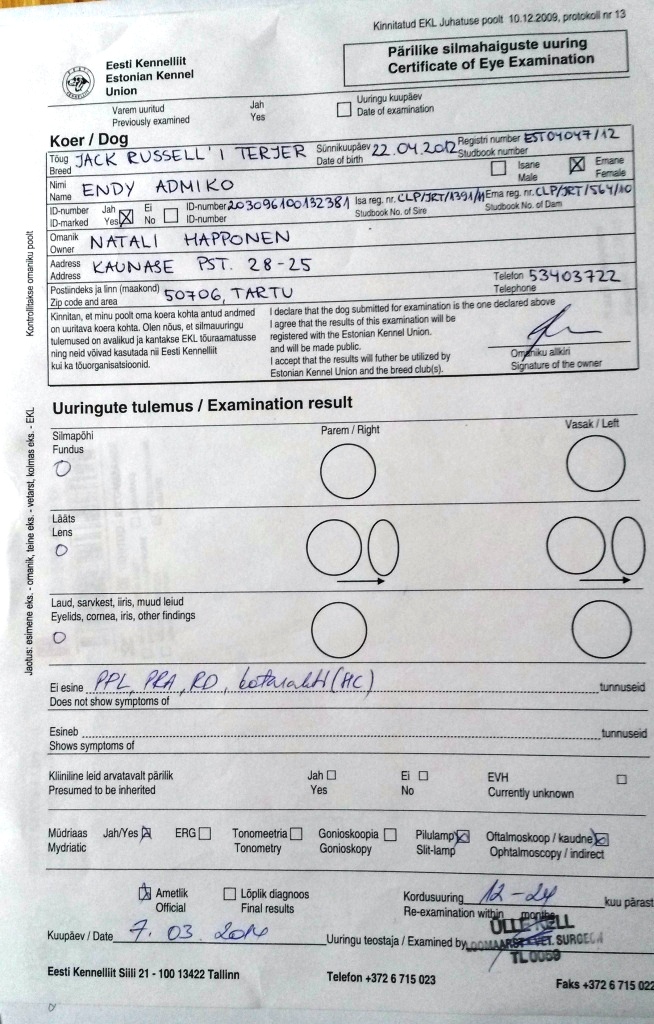 Kinnitatud EKL Juhatuse poolt 10.12.2009, protokoll nr 13
Eesti Kennelliit
Estonian Kennel
Union
Pärilike silmahaiguste uuring
Certificate of Eye Examination
Varem uuritud Jah Uuringu kuupäev
Previously examined Yes Date of examination
Koer / Dog
Tõug JACK RUSSELL'I TERJER Sünnikuupäev 22.04.2012 Registri number EST04047/12
Breed Date of birth Studbook number
Nimi ENDY ADMIKO Isane Emane
Name Male Female
ID-number Jah Ei ID-number 203096100132381 Isa reg. nr. CLP/JRT/1391/11 Ema reg. nr. CLP/JRT/564/10
ID-marked Yes No ID-number Studbook No. of Sire Studbook No. of Dam
Omanik NATALI HAPPONEN
Owner
Aadress KAUNASE PST. 28-25
Address
Postiindeks ja linn (maakond) 50706, TARTU Telefon 53403722
Zip code and area Telephone
Kinnitan, et minu poolt oma koera kohta antud andmed
on uuritava koera kohta. Olen nõus, et silmauuringu
tulemused on avalikud ja kantakse EKL tõuraamatusse
ning neid võivad kasutada nii Eesti Kennelliit
kui ka tõuorganisatsioonid.
I declare that the dog submitted for examination is the one declared above
I agree that the results of this examination will be
registered with the Estonian Kennel Union.
and will be made public.
I accept that the results will futher be utilized by
Estonian Kennel Union and the breed club(s).
Omaniku allkiri
Signature of the owner
Kontrollitakse omaniku poolt
Uuringute tulemus / Examination result
Silmapõhi Parem / Right Vasak / Left
Fundus
0
Lääts
Lens
0
Laud, sarvkest, iiris, muud leiud
Eyelids, cornea, iris, other findings
0
Jaotus: esimene eks. - omanik, teine eks. - vetarst, kolmas eks. - EKL
Ei esine PPL, PRA, RD, katarakti (HC) tunnuseid
Does not show symptoms of
Esineb tunnuseid
Shows symptoms of
Kliiniline leid arvatavalt pärilik Jah Ei EVH
Presumed to be inherited Yes No Currently unknown
Müdriaas Jah/Yes ERG Tonomeetria Gonioskoopia Pilulamp Oftalmoskoop / kaudne
Mydriatic Tonometry Gonioskopy Slit-lamp Ophtalmoscopy / indirect
Ametlik Lõplik diagnoos Kordusuuring 12-24 kuu pärast
Official Final results Re-examination within months
Kuupäev / Date 7. 03. 2014 Uuringu teostaja / Examined by
ÜLLE KELL
LOOMAARST VET. SURGEON
TL 0059
Eesti Kennelliit Siili 21 - 100 13422 Tallinn Telefon +372 6 715 023 Faks +372 6 715 022